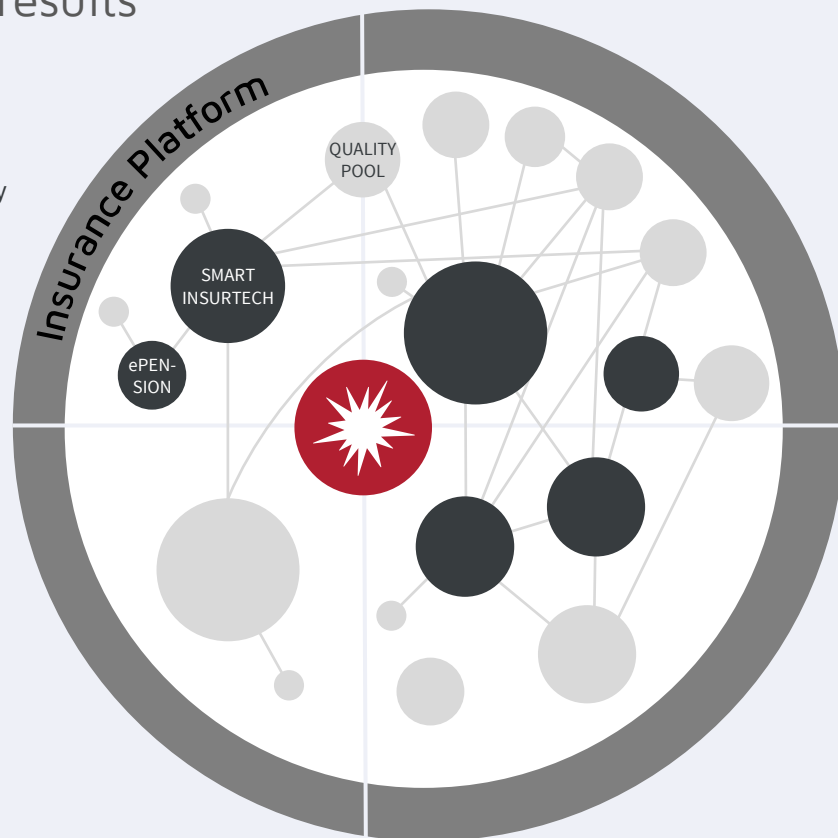 results
y
Insurance Platform
QUALITY
POOL
SMART
INSURTECH
ePEN-
SION